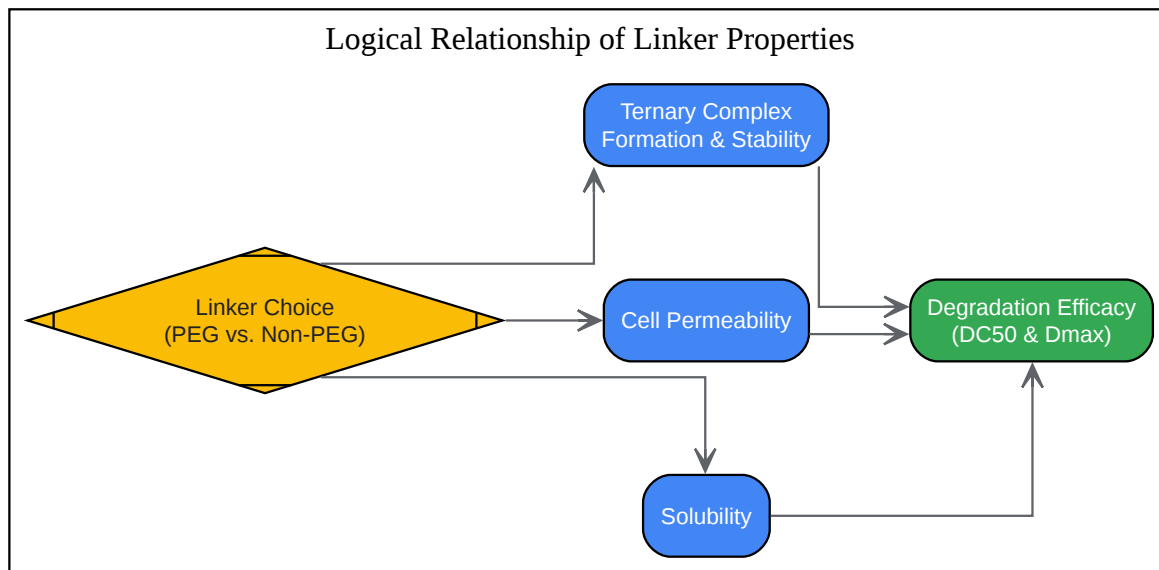 Logical Relationship of Linker Properties
Ternary Complex
Formation & Stability
Linker Choice
(PEG vs. Non-PEG)
Cell Permeability
Degradation Efficacy
(DC50 & Dmax)
Solubility